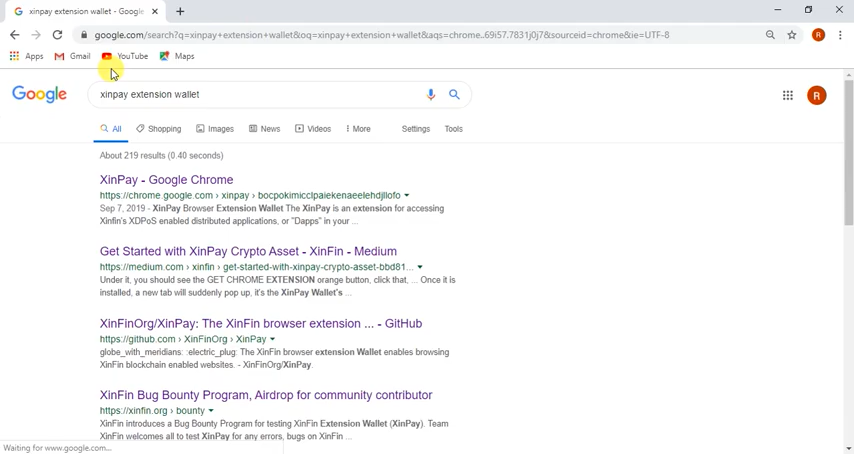 xinpay extension wallet - Google
google.com/search?q=xinpay+extension+wallet&oq=xinpay+extension+wallet&aqs=chrome..69i57.7831j0j7&sourceid=chrome&ie=UTF-8
R
Apps
Gmail
YouTube
Maps
Google
xinpay extension wallet
R
All
Shopping
Images
News
Videos
More
Settings
Tools
About 219 results (0.40 seconds)
XinPay - Google Chrome
https://chrome.google.com › xinpay › bocpokimicclpaiekenaeelehdjllofo
Sep 7, 2019 - XinPay Browser Extension Wallet The XinPay is an extension for accessing
Xinfin's XDPoS enabled distributed applications, or "Dapps" in your ...
Get Started with XinPay Crypto Asset - XinFin - Medium
https://medium.com › xinfin › get-started-with-xinpay-crypto-asset-bbd81...
Under it, you should see the GET CHROME EXTENSION orange button, click that, ... Once it is
installed, a new tab will suddenly pop up, it's the XinPay Wallet's ...
XinFinOrg/XinPay: The XinFin browser extension ... - GitHub
https://github.com › XinFinOrg › XinPay
globe_with_meridians: :electric_plug: The XinFin browser extension Wallet enables browsing
XinFin blockchain enabled websites. - XinFinOrg/XinPay.
XinFin Bug Bounty Program, Airdrop for community contributor
https://xinfin.org › bounty
XinFin introduces a Bug Bounty Program for testing XinFin Extension Wallet (XinPay). Team
XinFin welcomes all to test XinPay for any errors, bugs on XinFin ...
Waiting for www.google.com...